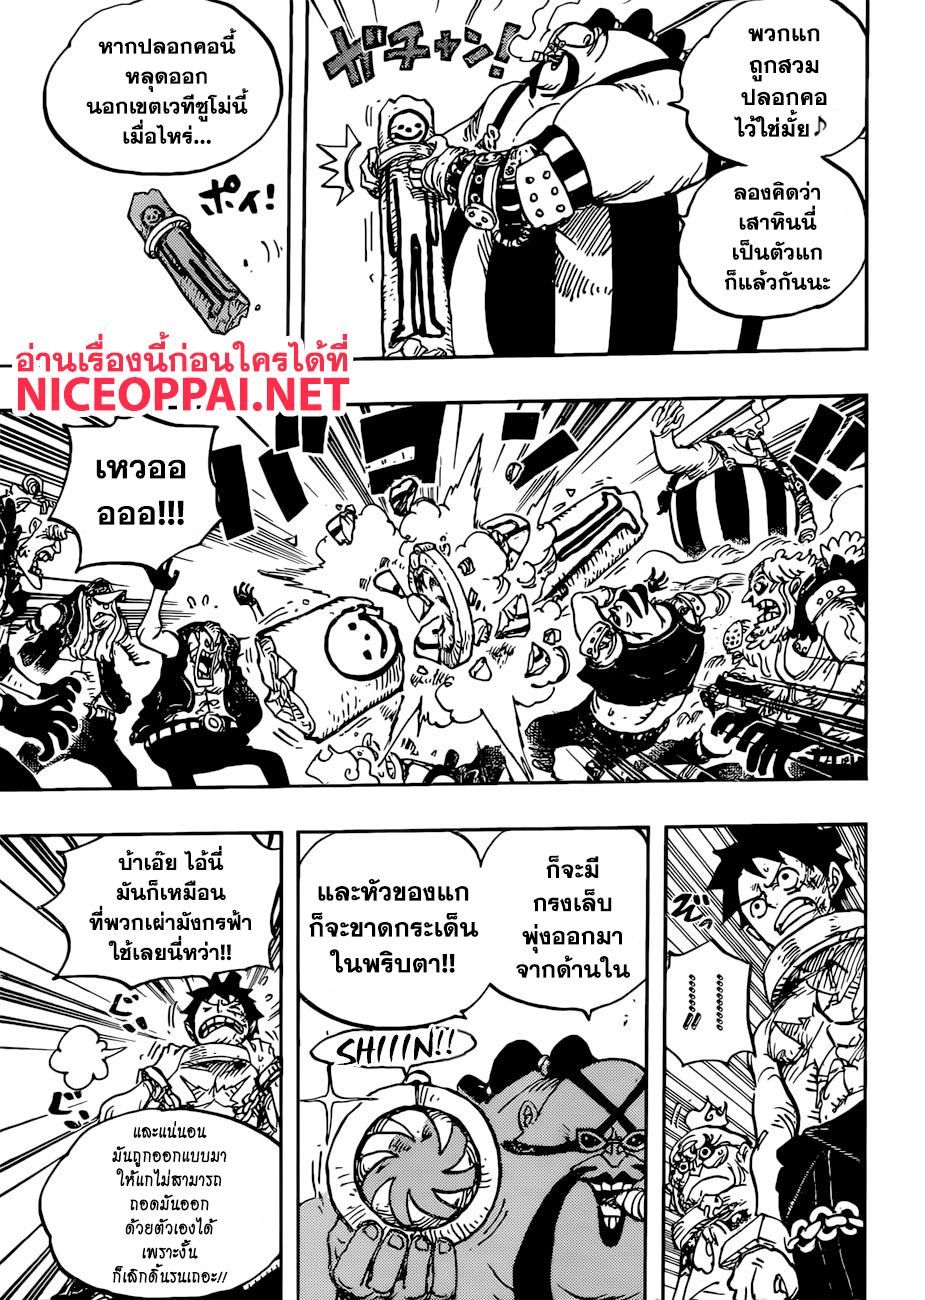 พวกแก
ถูกสวม
ปลอกคอ
ไว้ใช่มั้ย♪
ลองคิดว่า
เสาหินนี่
เป็นตัวแก
ก็แล้วกันนะ
ガチャン!
หากปลอกคอนี้
หลุดออก
นอกเขตเวทีซูโม่นี้
เมื่อไหร่...
ポイ!
อ่านเรื่องนี้ก่อนใครได้ที่
NICEOPPAI.NET
เหวออ
อออ!!!
ก็จะมี
กรงเล็บ
พุ่งออกมา
จากด้านใน
และหัวของแก
ก็จะขาดกระเด็น
ในพริบตา!!
SHIIIN!!
บ้าเอ๊ย ไอ้นี่
มันก็เหมือน
ที่พวกเผ่ามังกรฟ้า
ใช้เลยนี่หว่า!!
และแน่นอน
มันถูกออกแบบมา
ให้แกไม่สามารถ
ถอดมันออก
ด้วยตัวเองได้
เพราะงั้น
ก็เลิกดิ้นรนเถอะ!!